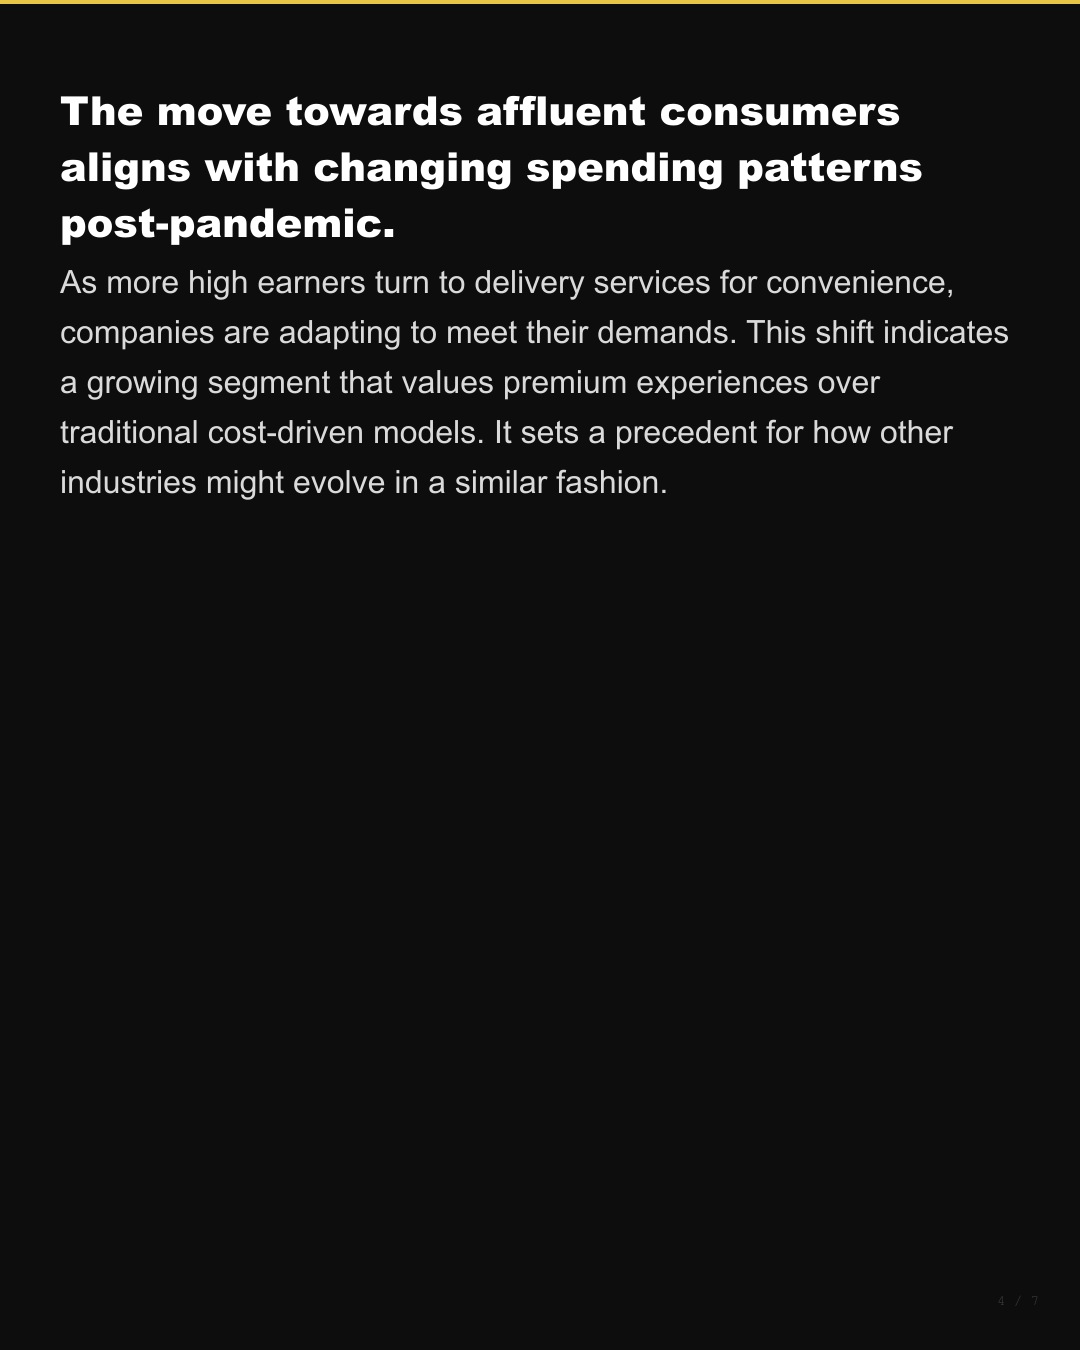 The move towards affluent consumers
aligns with changing spending patterns
post-pandemic.
As more high earners turn to delivery services for convenience,
companies are adapting to meet their demands. This shift indicates
a growing segment that values premium experiences over
traditional cost-driven models. It sets a precedent for how other
industries might evolve in a similar fashion.
4 / 7